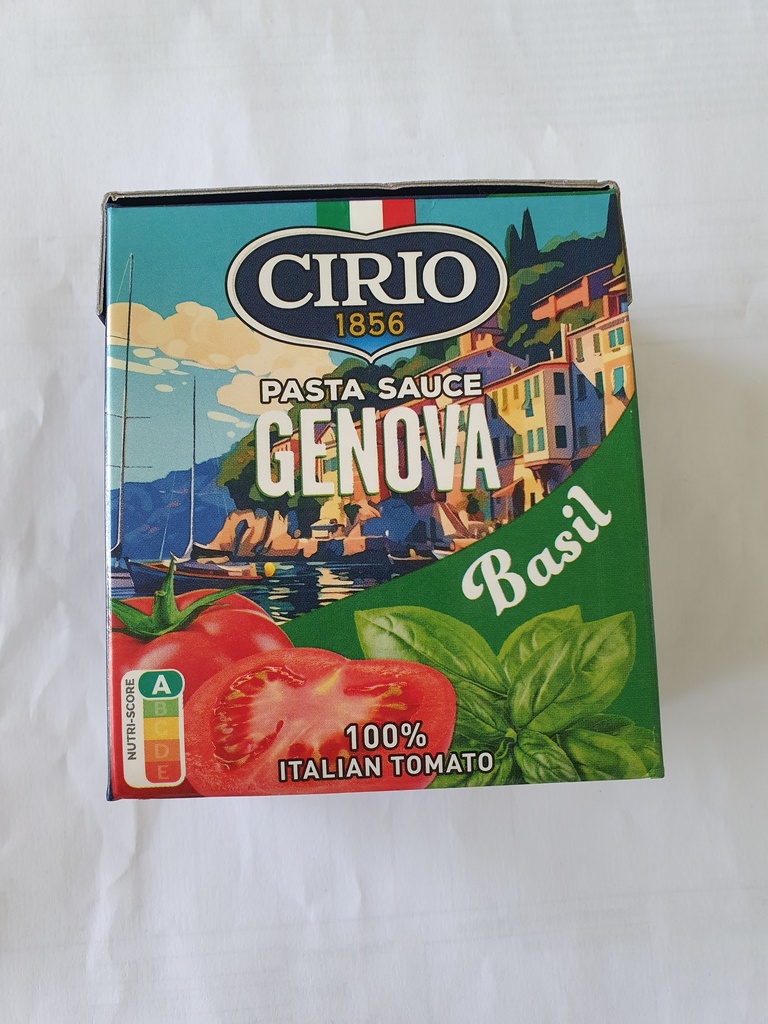 CIRIO
1856
PASTA SAUCE
GENOVA
Basil
NUTRI-SCORE
A
B
C
D
E
100%
ITALIAN TOMATO